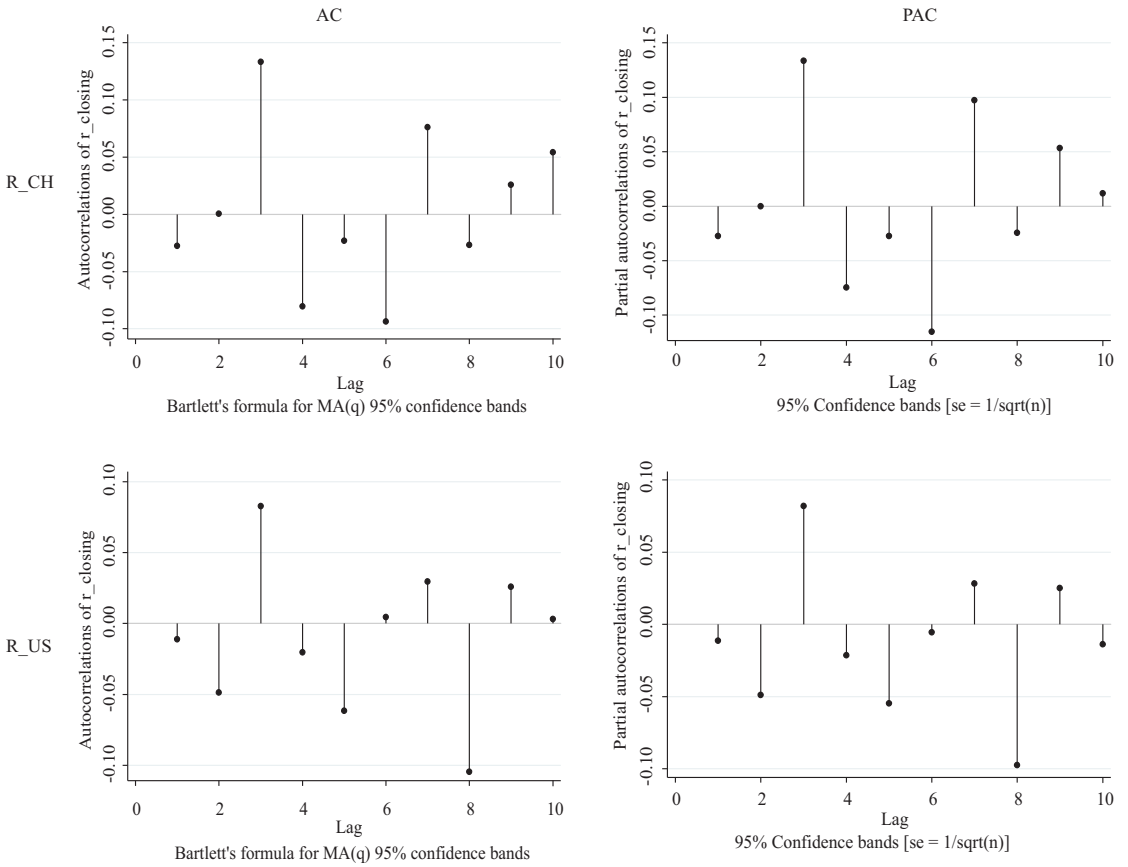 AC
PAC
R_CH
Autocorrelations of r_closing
0.15
0.10
0.05
0.00
-0.05
-0.10
0 2 4 6 8 10
Lag
Bartlett's formula for MA(q) 95% confidence bands
Partial autocorrelations of r_closing
0.15
0.10
0.05
0.00
-0.05
-0.10
0 2 4 6 8 10
Lag
95% Confidence bands [se = 1/sqrt(n)]
R_US
Autocorrelations of r_closing
0.10
0.05
0.00
-0.05
-0.10
0 2 4 6 8 10
Lag
Bartlett's formula for MA(q) 95% confidence bands
Partial autocorrelations of r_closing
0.10
0.05
0.00
-0.05
-0.10
0 2 4 6 8 10
Lag
95% Confidence bands [se = 1/sqrt(n)]